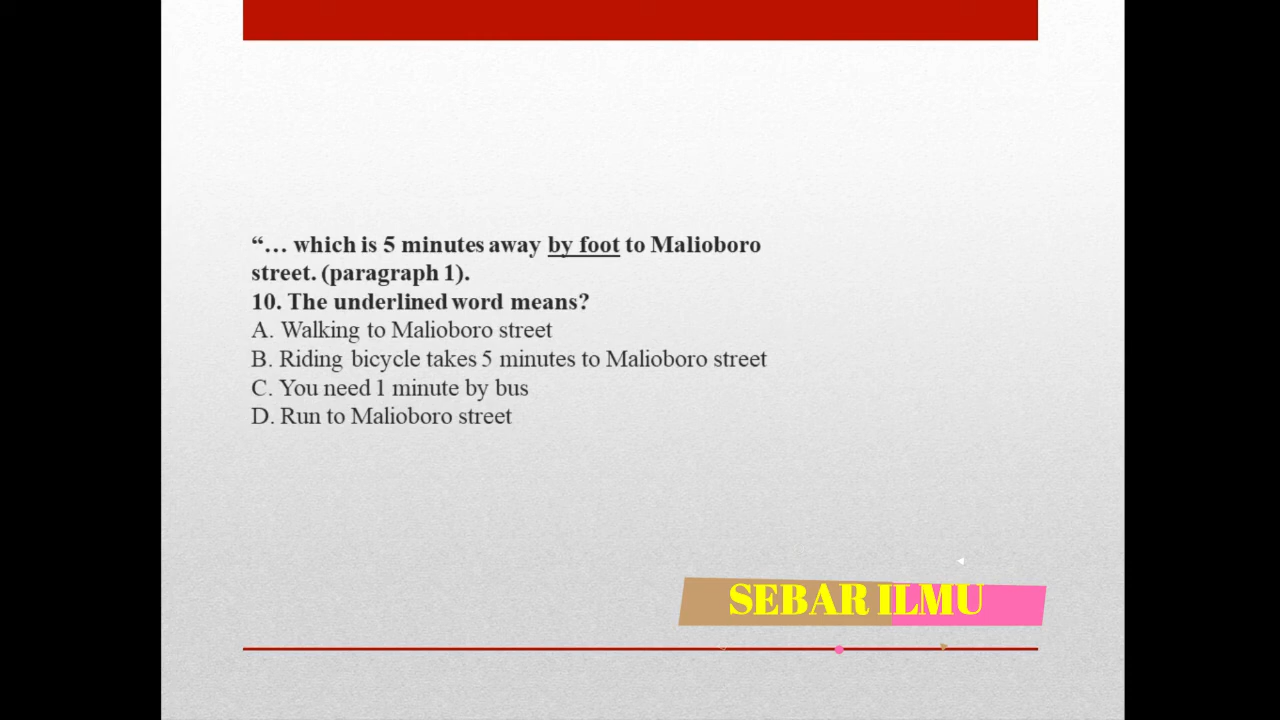 “… which is 5 minutes away by foot to Malioboro
street. (paragraph 1).
10. The underlined word means?
A. Walking to Malioboro street
B. Riding bicycle takes 5 minutes to Malioboro street
C. You need 1 minute by bus
D. Run to Malioboro street
SEBAR ILMU